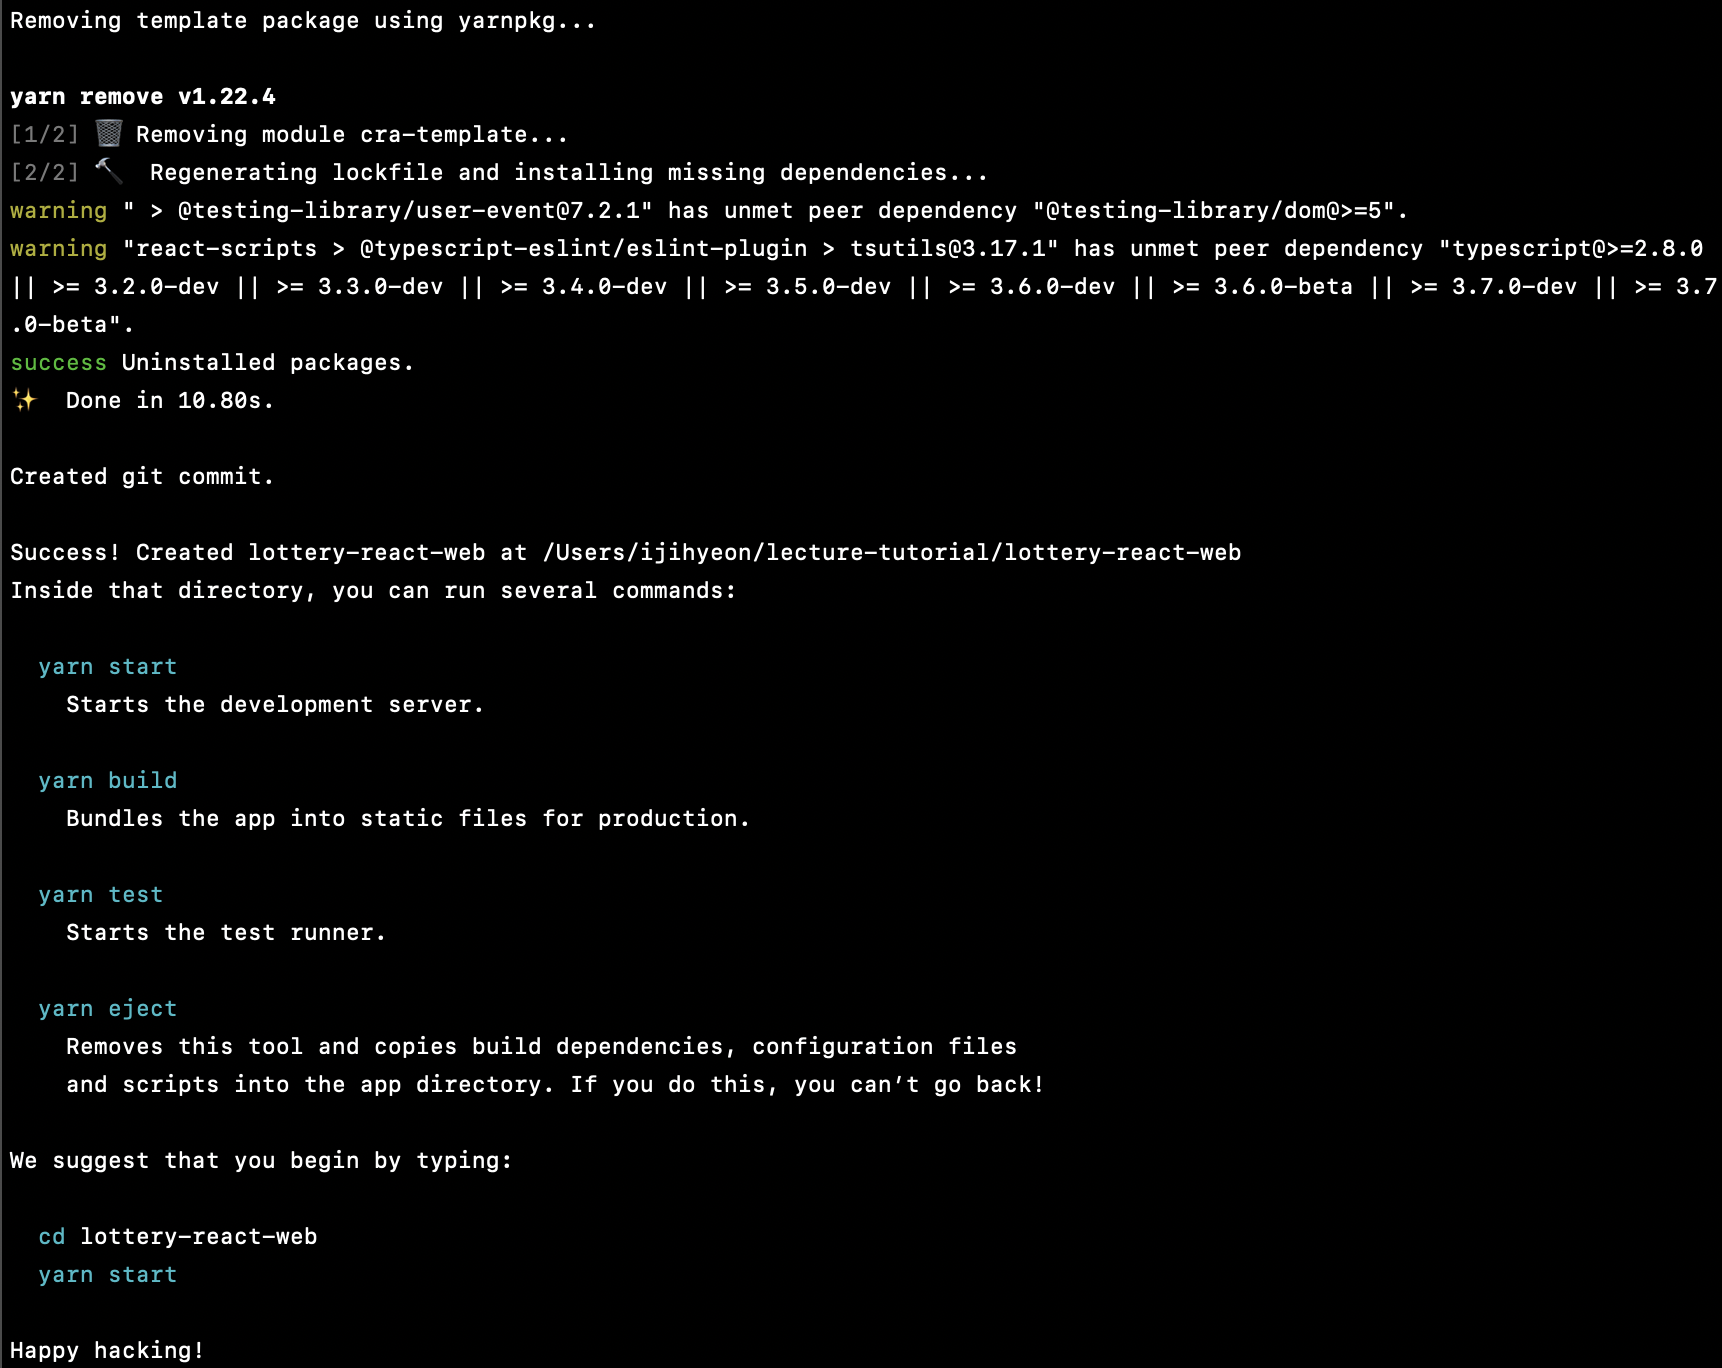 Removing template package using yarnpkg...
yarn remove v1.22.4
[1/2] 🗑 Removing module cra-template...
[2/2] 🔨 Regenerating lockfile and installing missing dependencies...
warning " > @testing-library/user-event@7.2.1" has unmet peer dependency "@testing-library/dom@>=5".
warning "react-scripts > @typescript-eslint/eslint-plugin > tsutils@3.17.1" has unmet peer dependency "typescript@>=2.8.0
|| >= 3.2.0-dev || >= 3.3.0-dev || >= 3.4.0-dev || >= 3.5.0-dev || >= 3.6.0-dev || >= 3.6.0-beta || >= 3.7.0-dev || >= 3.7
.0-beta".
success Uninstalled packages.
✨ Done in 10.80s.
Created git commit.
Success! Created lottery-react-web at /Users/ijihyeon/lecture-tutorial/lottery-react-web
Inside that directory, you can run several commands:
yarn start
Starts the development server.
yarn build
Bundles the app into static files for production.
yarn test
Starts the test runner.
yarn eject
Removes this tool and copies build dependencies, configuration files
and scripts into the app directory. If you do this, you can’t go back!
We suggest that you begin by typing:
cd lottery-react-web
yarn start
Happy hacking!